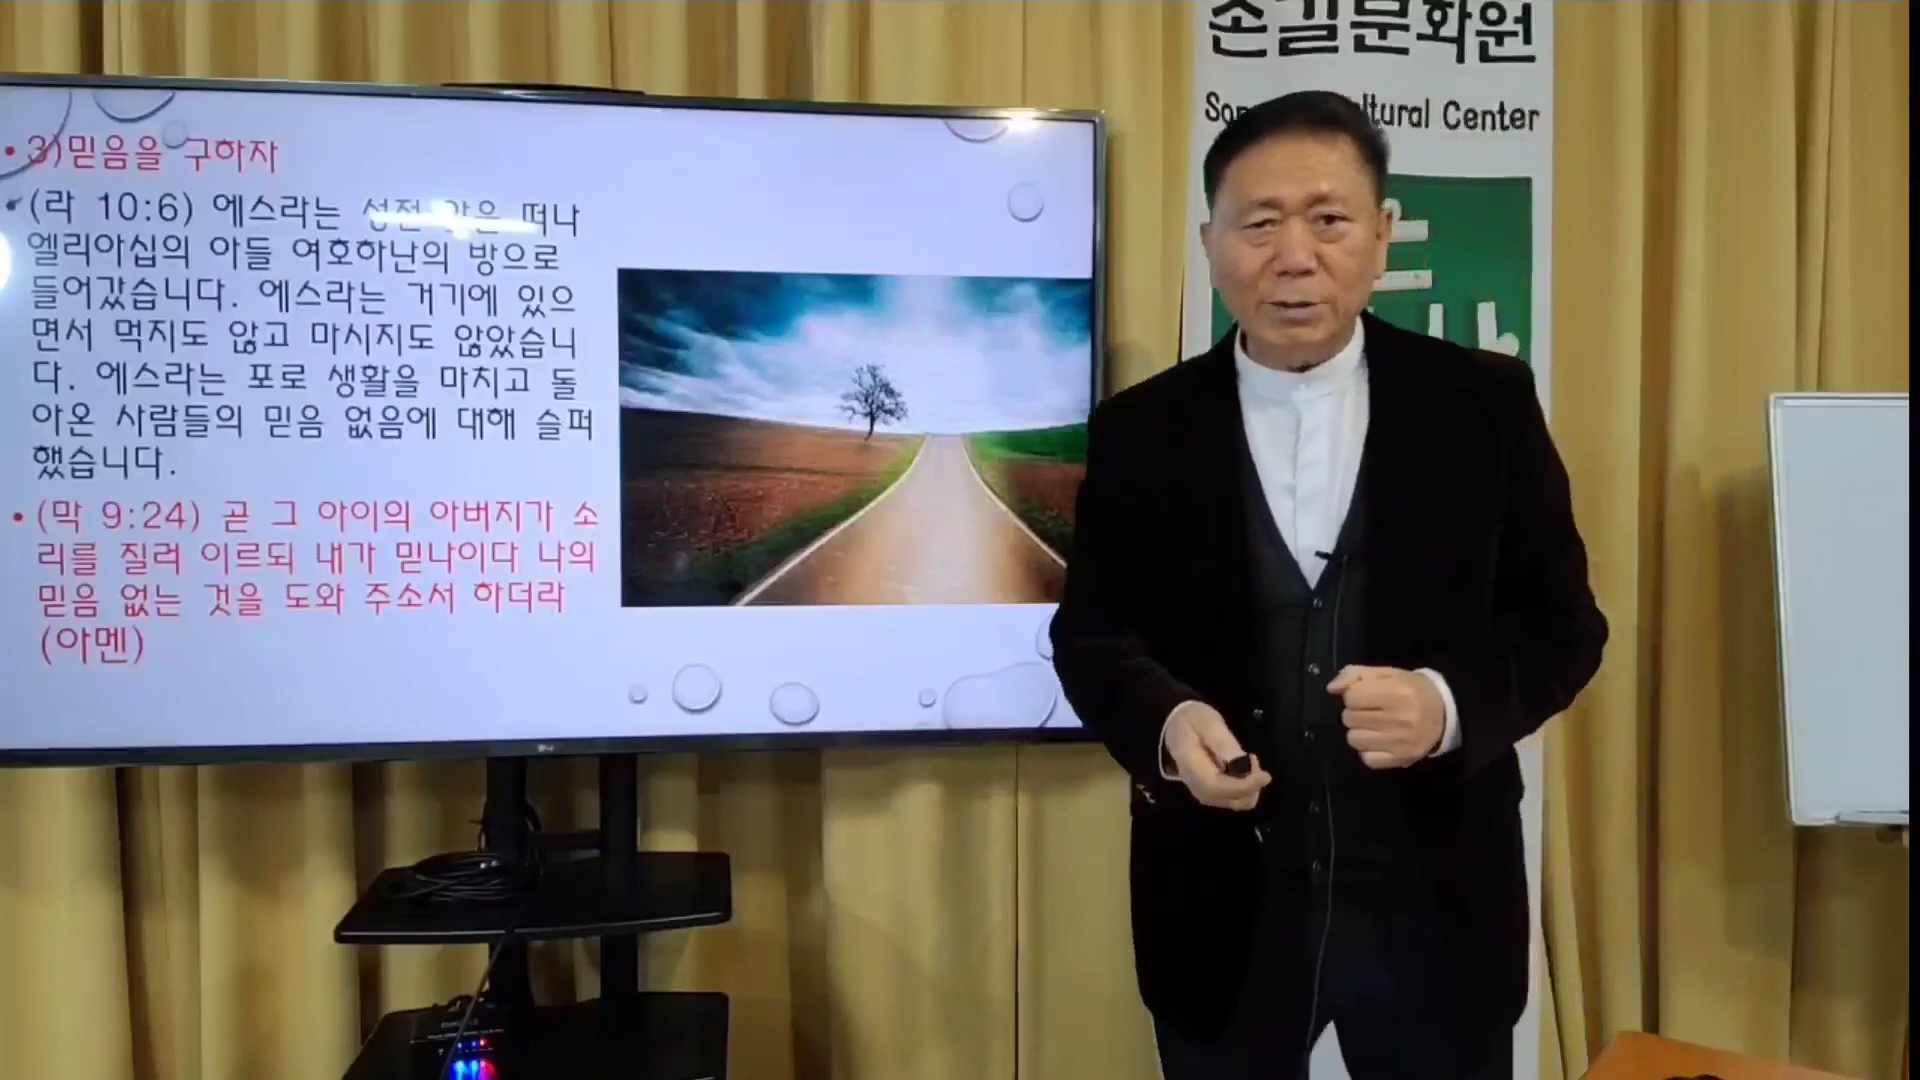 손길문화원
Cultural Center
• 3)믿음을 구하자
• (라 10:6) 에스라는 성전 앞을 떠나
엘리아십의 아들 여호하난의 방으로
들어갔습니다. 에스라는 거기에 있으
면서 먹지도 않고 마시지도 않았습니
다. 에스라는 포로 생활을 마치고 돌
아온 사람들의 믿음 없음에 대해 슬퍼
했습니다.
• (막 9:24) 곧 그 아이의 아버지가 소
리를 질러 이르되 내가 믿나이다 나의
믿음 없는 것을 도와 주소서 하더라
(아멘)
LG